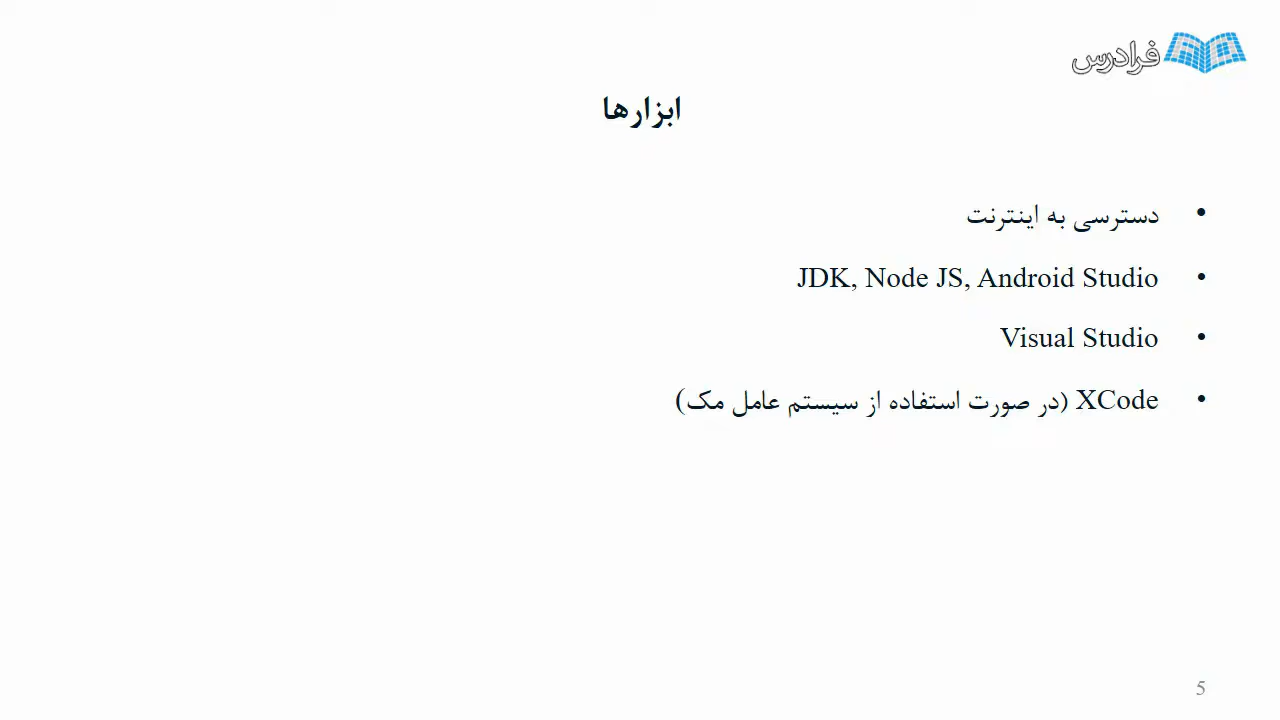 فرادرس
ابزارها
• دسترسی به اینترنت
• JDK, Node JS, Android Studio
• Visual Studio
• XCode (در صورت استفاده از سیستم عامل مک)
5